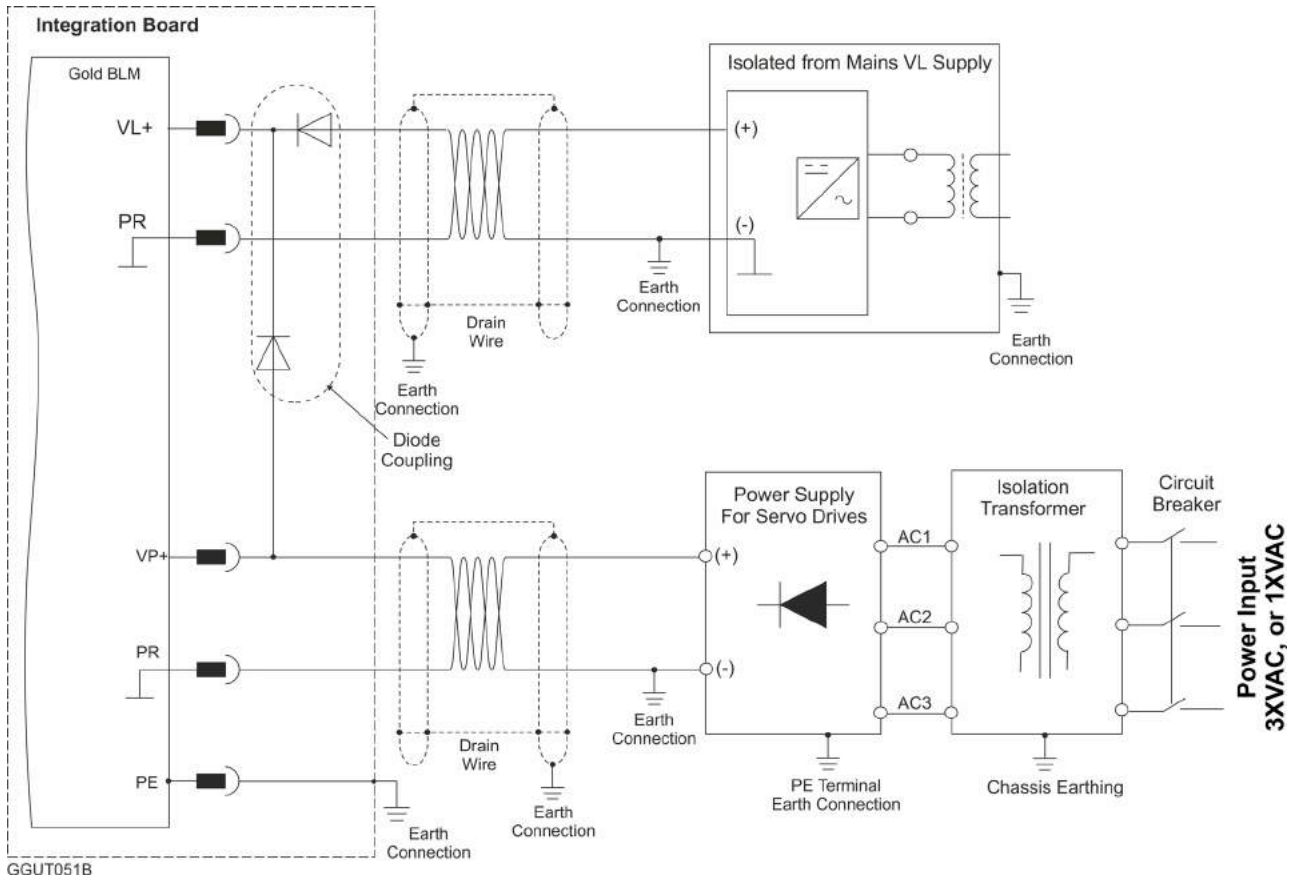 Integration Board
Gold BLM
VL+
PR
Diode
Coupling
VP+
PR
PE
Earth
Connection
Drain
Wire
Earth
Connection
Earth
Connection
Isolated from Mains VL Supply
(+)
(-)
Earth
Connection
Drain
Wire
Earth
Connection
Earth
Connection
Power Supply
For Servo Drives
(+)
(-)
PE Terminal
Earth Connection
AC1
AC2
AC3
Isolation
Transformer
Chassis Earthing
Circuit
Breaker
Power Input
3XVAC, or 1XVAC
GGUT051B